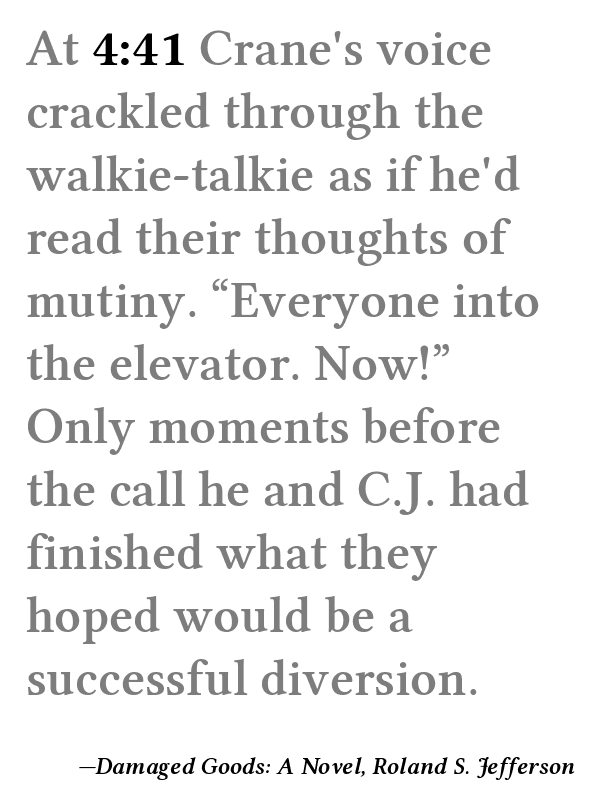 At 4:41 Crane's voice
crackled through the
walkie-talkie as if he'd
read their thoughts of
mutiny. “Everyone into
the elevator. Now!”
Only moments before
the call he and C.J. had
finished what they
hoped would be a
successful diversion.
—Damaged Goods: A Novel, Roland S. Jefferson